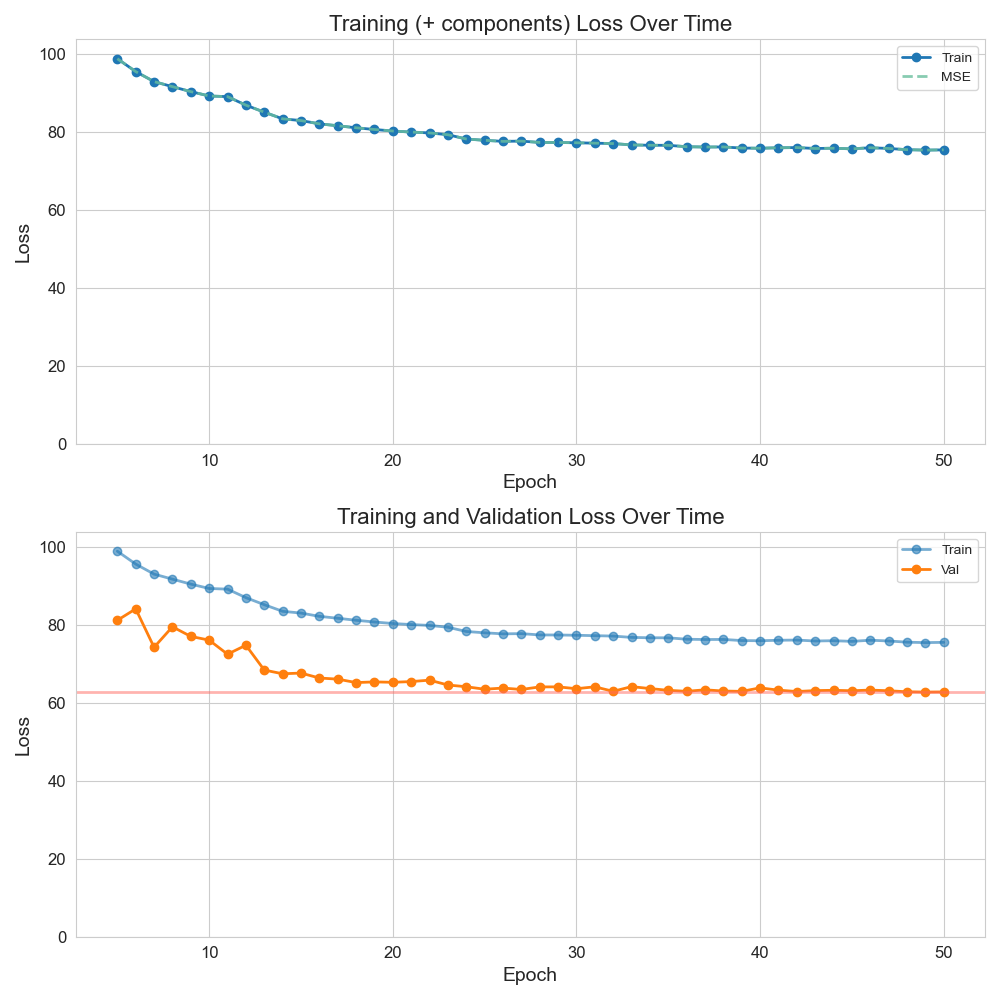 Training (+ components) Loss Over Time
Train
MSE
100
80
60
40
20
0
Loss
10 20 30 40 50
Epoch
Training and Validation Loss Over Time
Train
Val
100
80
60
40
20
0
Loss
10 20 30 40 50
Epoch